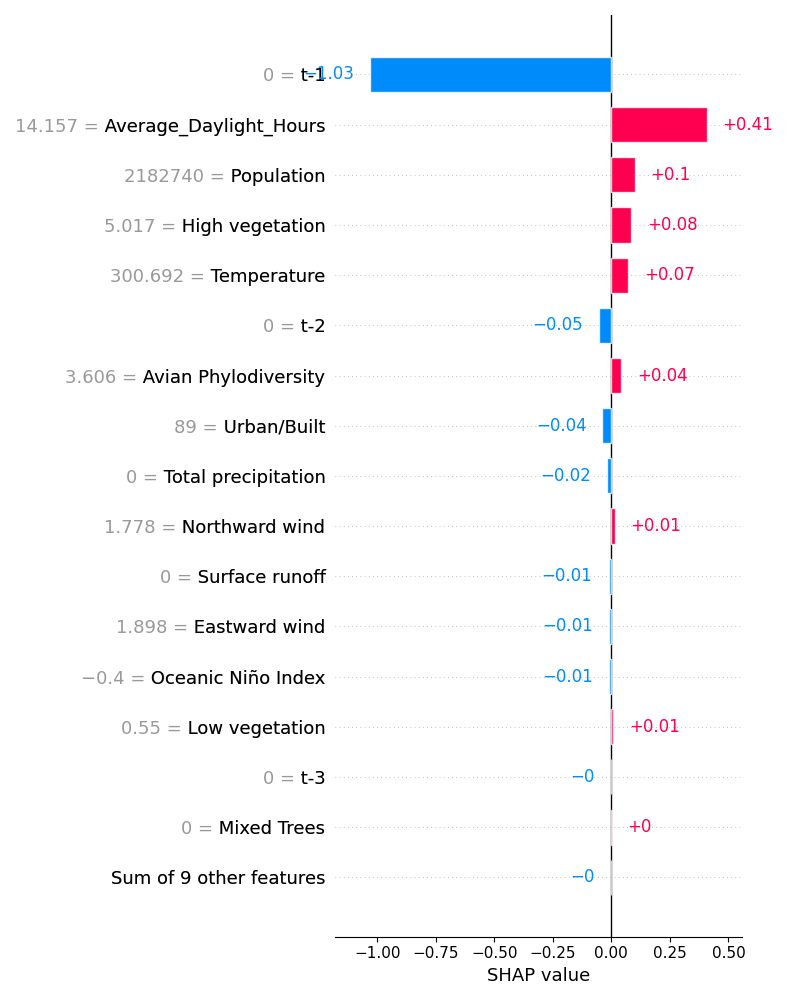 0 = t-1 −1.03
14.157 = Average_Daylight_Hours +0.41
2182740 = Population +0.1
5.017 = High vegetation +0.08
300.692 = Temperature +0.07
0 = t-2 −0.05
3.606 = Avian Phylodiversity +0.04
89 = Urban/Built −0.04
0 = Total precipitation −0.02
1.778 = Northward wind +0.01
0 = Surface runoff −0.01
1.898 = Eastward wind −0.01
−0.4 = Oceanic Niño Index −0.01
0.55 = Low vegetation +0.01
0 = t-3 −0
0 = Mixed Trees +0
Sum of 9 other features −0
−1.00 −0.75 −0.50 −0.25 0.00 0.25 0.50
SHAP value